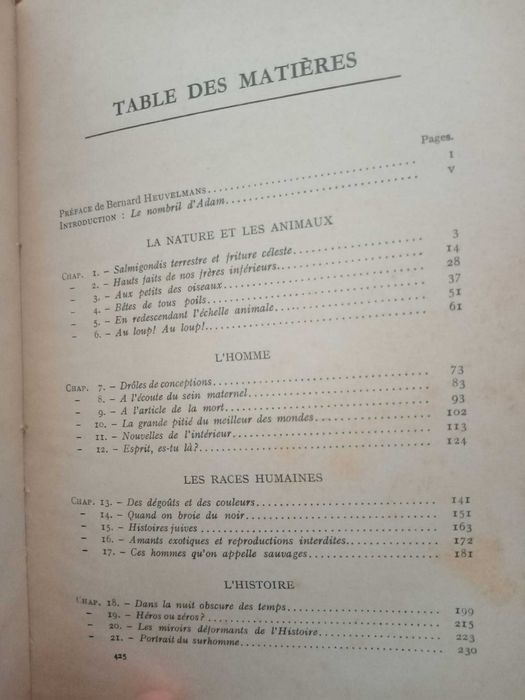 TABLE DES MATIÈRES
Pages.
PRÉFACE de Bernard HEUVELMANS. I
INTRODUCTION : Le nombril d'Adam. V
LA NATURE ET LES ANIMAUX
CHAP. 1. – Salmigondis terrestre et friture céleste 3
– 2. – Hauts faits de nos frères inférieurs. 14
– 3. – Aux petits des oiseaux. 28
– 4. – Bêtes de tous poils. 37
– 5. – En redescendant l'échelle animale. 51
– 6. – Au loup! Au loup!. 61
L'HOMME
CHAP. 7. – Drôles de conceptions. 73
– 8. – A l'écoute du sein maternel. 83
– 9. – A l'article de la mort. 93
– 10. – La grande pitié du meilleur des mondes 102
– 11. – Nouvelles de l'intérieur. 113
– 12. – Esprit, es-tu là?. 124
LES RACES HUMAINES
CHAP. 13. – Des dégoûts et des couleurs. 141
– 14. – Quand on broie du noir. 151
– 15. – Histoires juives 163
– 16. – Amants exotiques et reproductions interdites. 172
– 17. – Ces hommes qu'on appelle sauvages. 181
L'HISTOIRE
CHAP. 18. – Dans la nuit obscure des temps. 199
– 19. – Héros ou zéros? 215
– 20. – Les miroirs déformants de l'Histoire. 223
– 21. – Portrait du surhomme. 230
425